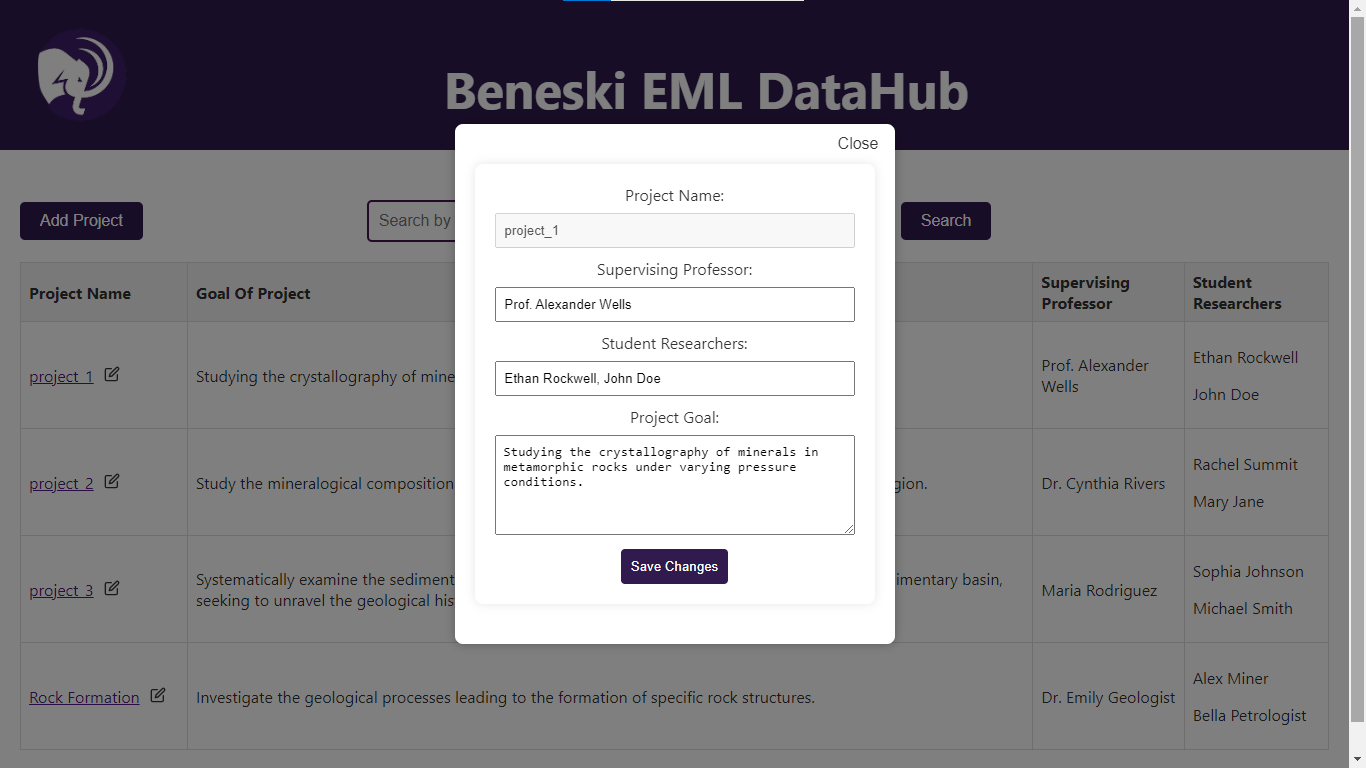 Beneski EML DataHub
Close
Add Project
Search by
Search
Project Name:
project_1
Supervising Professor:
Prof. Alexander Wells
Student Researchers:
Ethan Rockwell, John Doe
Project Goal:
Studying the crystallography of minerals in
metamorphic rocks under varying pressure
conditions.
Save Changes
Project Name
Goal Of Project
Supervising
Professor
Student
Researchers
project_1
Studying the crystallography of mine
Prof. Alexander
Wells
Ethan Rockwell
John Doe
project_2
Study the mineralogical composition
gion.
Dr. Cynthia Rivers
Rachel Summit
Mary Jane
project_3
Systematically examine the sediment
imentary basin,
seeking to unravel the geological his
Maria Rodriguez
Sophia Johnson
Michael Smith
Rock Formation
Investigate the geological processes leading to the formation of specific rock structures.
Dr. Emily Geologist
Alex Miner
Bella Petrologist